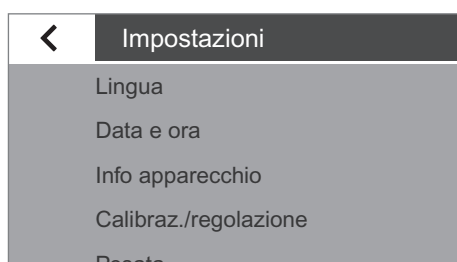 Impostazioni
Lingua
Data e ora
Info apparecchio
Calibraz./regolazione